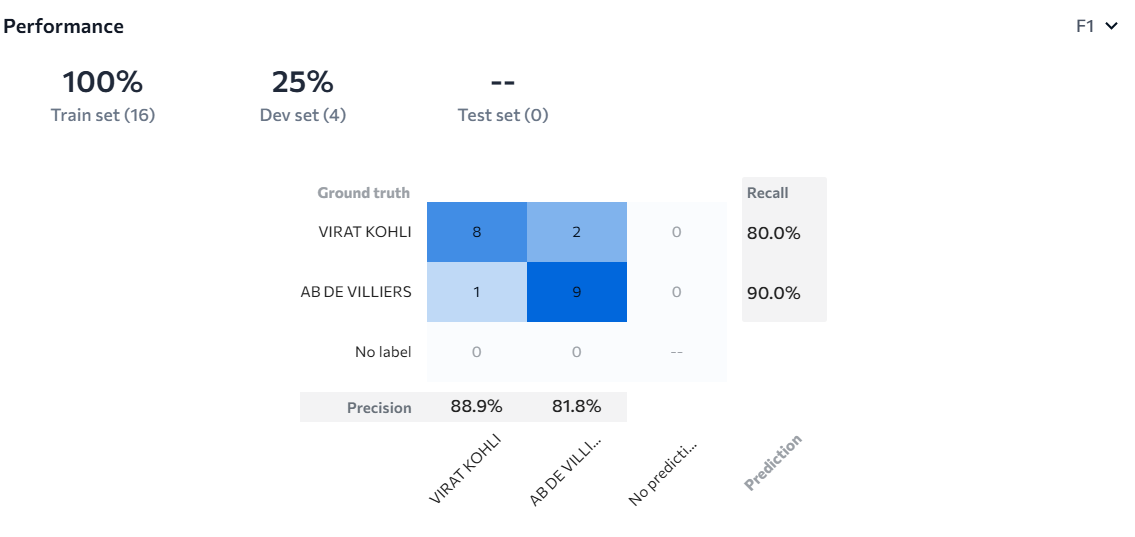 Performance
F1
100%
25%
--
Train set (16)
Dev set (4)
Test set (0)
Ground truth
Recall
VIRAT KOHLI
8
2
0
80.0%
AB DE VILLIERS
1
9
0
90.0%
No label
0
0
--
Precision
88.9%
81.8%
VIRAT KOHLI
AB DE VILLI...
No predicti...
Prediction